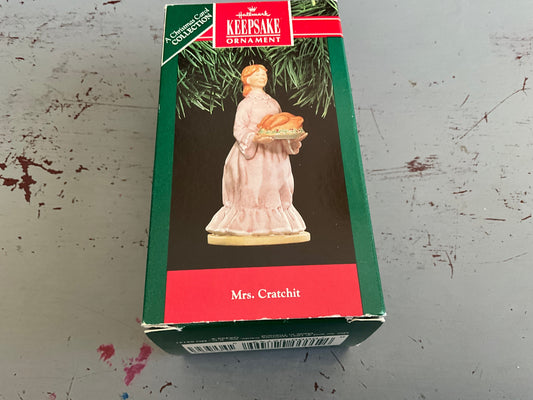 A Christmas Carol
COLLECTION
Hallmark
KEEPSAKE
ORNAMENT
Mrs. Cratchit